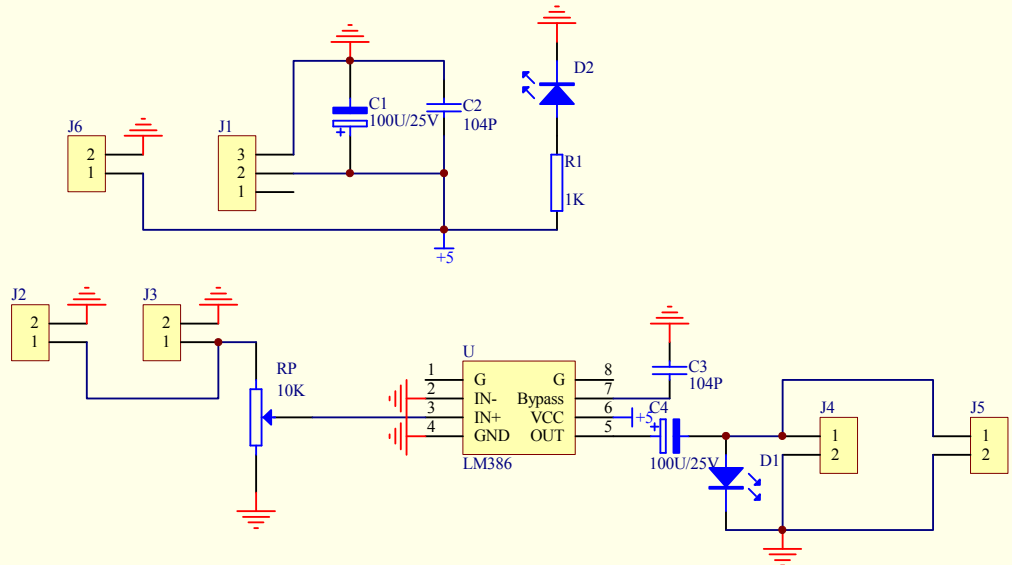 D2
C1
100U/25V
C2
104P
J6
2
1
J1
3
2
1
R1
1K
+5
J2
2
1
J3
2
1
RP
10K
U
1
2
3
4
G
IN-
IN+
GND
G
Bypass
VCC
OUT
8
7
6
5
LM386
C3
104P
+5
C4
+
100U/25V
D1
J4
1
2
J5
1
2